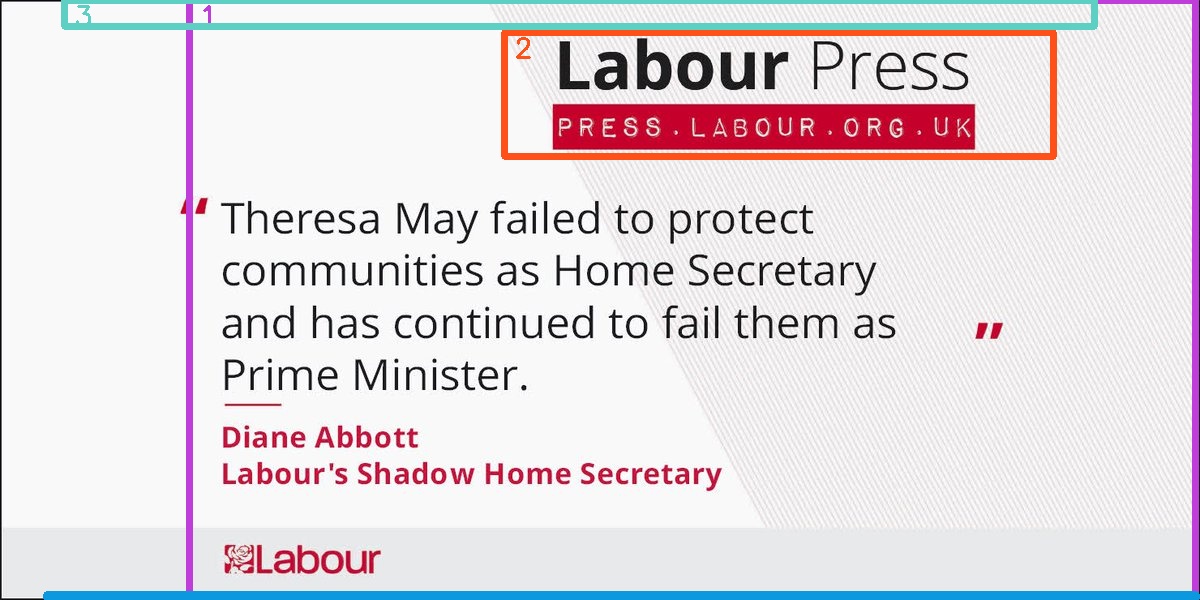 Labour Press
PRESS.LABOUR.ORG.UK
“Theresa May failed to protect
communities as Home Secretary
and has continued to fail them as ”
Prime Minister.
Diane Abbott
Labour's Shadow Home Secretary
Labour